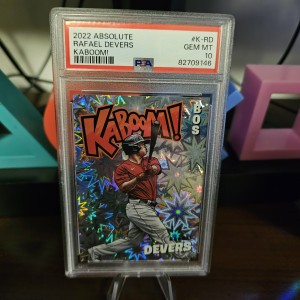 2022 ABSOLUTE
RAFAEL DEVERS
KABOOM!
PSA
#K-RD
GEM MT
10
82709146
KABOOM!
BOS
DEVERS